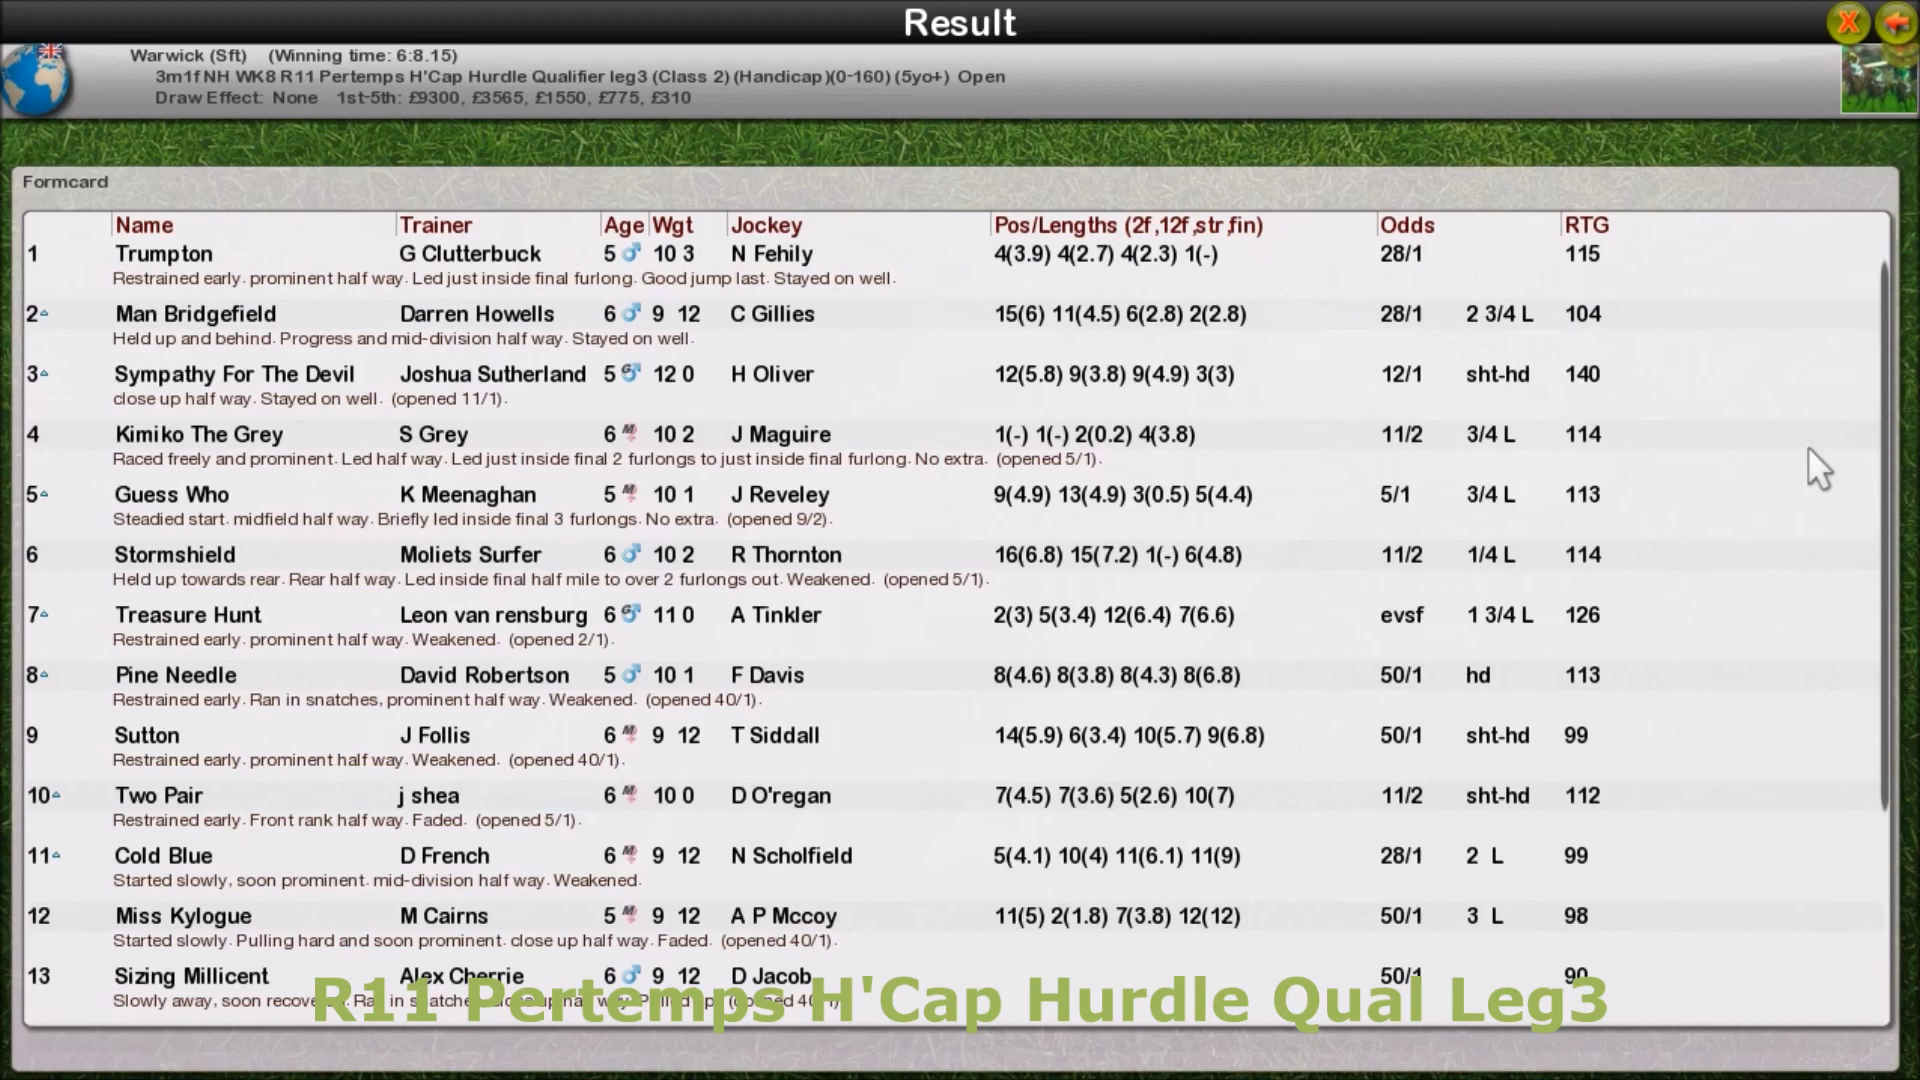 Result
Warwick (Sft) (Winning time: 6:8.15)
3m1f NH WK8 R11 Pertemps H'Cap Hurdle Qualifier leg3 (Class 2) (Handicap)(0-160) (5yo+) Open
Draw Effect: None 1st-5th: £9300, £3565, £1550, £775, £310
Formcard
Name Trainer Age Wgt Jockey Pos/Lengths (2f,12f,str,fin) Odds RTG
1 Trumpton G Clutterbuck 5 10 3 N Fehily 4(3.9) 4(2.7) 4(2.3) 1(-) 28/1 115
Restrained early. prominent half way. Led just inside final furlong. Good jump last. Stayed on well.
2 Man Bridgefield Darren Howells 6 9 12 C Gillies 15(6) 11(4.5) 6(2.8) 2(2.8) 28/1 2 3/4 L 104
Held up and behind. Progress and mid-division half way. Stayed on well.
3 Sympathy For The Devil Joshua Sutherland 5 G 12 0 H Oliver 12(5.8) 9(3.8) 9(4.9) 3(3) 12/1 sht-hd 140
close up half way. Stayed on well. (opened 11/1).
4 Kimiko The Grey S Grey 6 M 10 2 J Maguire 1(-) 1(-) 2(0.2) 4(3.8) 11/2 3/4 L 114
Raced freely and prominent. Led half way. Led just inside final 2 furlongs to just inside final furlong. No extra. (opened 5/1).
5 Guess Who K Meenaghan 5 M 10 1 J Reveley 9(4.9) 13(4.9) 3(0.5) 5(4.4) 5/1 3/4 L 113
Steadied start. midfield half way. Briefly led inside final 3 furlongs. No extra. (opened 9/2).
6 Stormshield Moliets Surfer 6 10 2 R Thornton 16(6.8) 15(7.2) 1(-) 6(4.8) 11/2 1/4 L 114
Held up towards rear. Rear half way. Led inside final half mile to over 2 furlongs out. Weakened. (opened 5/1).
7 Treasure Hunt Leon van rensburg 6 G 11 0 A Tinkler 2(3) 5(3.4) 12(6.4) 7(6.6) evsf 1 3/4 L 126
Restrained early. prominent half way. Weakened. (opened 2/1).
8 Pine Needle David Robertson 5 10 1 F Davis 8(4.6) 8(3.8) 8(4.3) 8(6.8) 50/1 hd 113
Restrained early. Ran in snatches, prominent half way. Weakened. (opened 40/1).
9 Sutton J Follis 6 M 9 12 T Siddall 14(5.9) 6(3.4) 10(5.7) 9(6.8) 50/1 sht-hd 99
Restrained early. prominent half way. Weakened. (opened 40/1).
10 Two Pair j shea 6 M 10 0 D O'regan 7(4.5) 7(3.6) 5(2.6) 10(7) 11/2 sht-hd 112
Restrained early. Front rank half way. Faded. (opened 5/1).
11 Cold Blue D French 6 M 9 12 N Scholfield 5(4.1) 10(4) 11(6.1) 11(9) 28/1 2 L 99
Started slowly, soon prominent. mid-division half way. Weakened.
12 Miss Kylogue M Cairns 5 M 9 12 A P Mccoy 11(5) 2(1.8) 7(3.8) 12(12) 50/1 3 L 98
Started slowly. Pulling hard and soon prominent. close up half way. Faded. (opened 40/1).
13 Sizing Millicent Alex Cherrie 6 9 12 D Jacob 50/1 90
Slowly away, soon
R11 Pertemps H'Cap Hurdle Qual Leg3